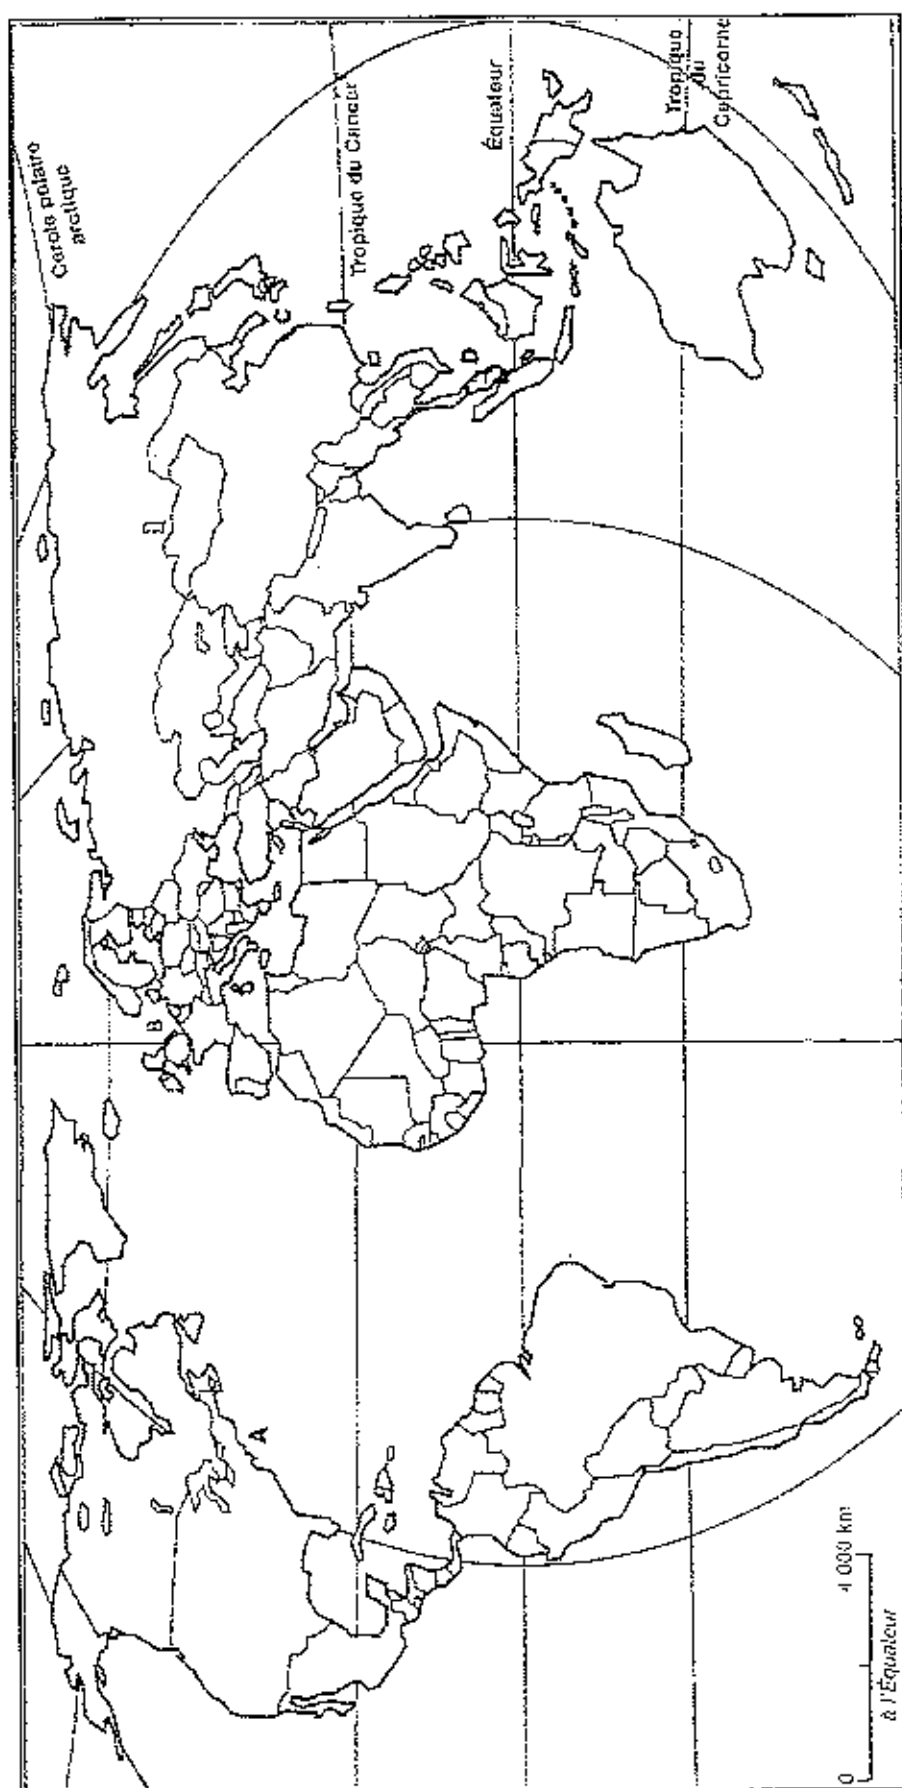 Cercle polaire
arctique
Tropique du Cancer
Équateur
Tropique
du
Capricorne
A
B
0
4 000 km
à l'Équateur